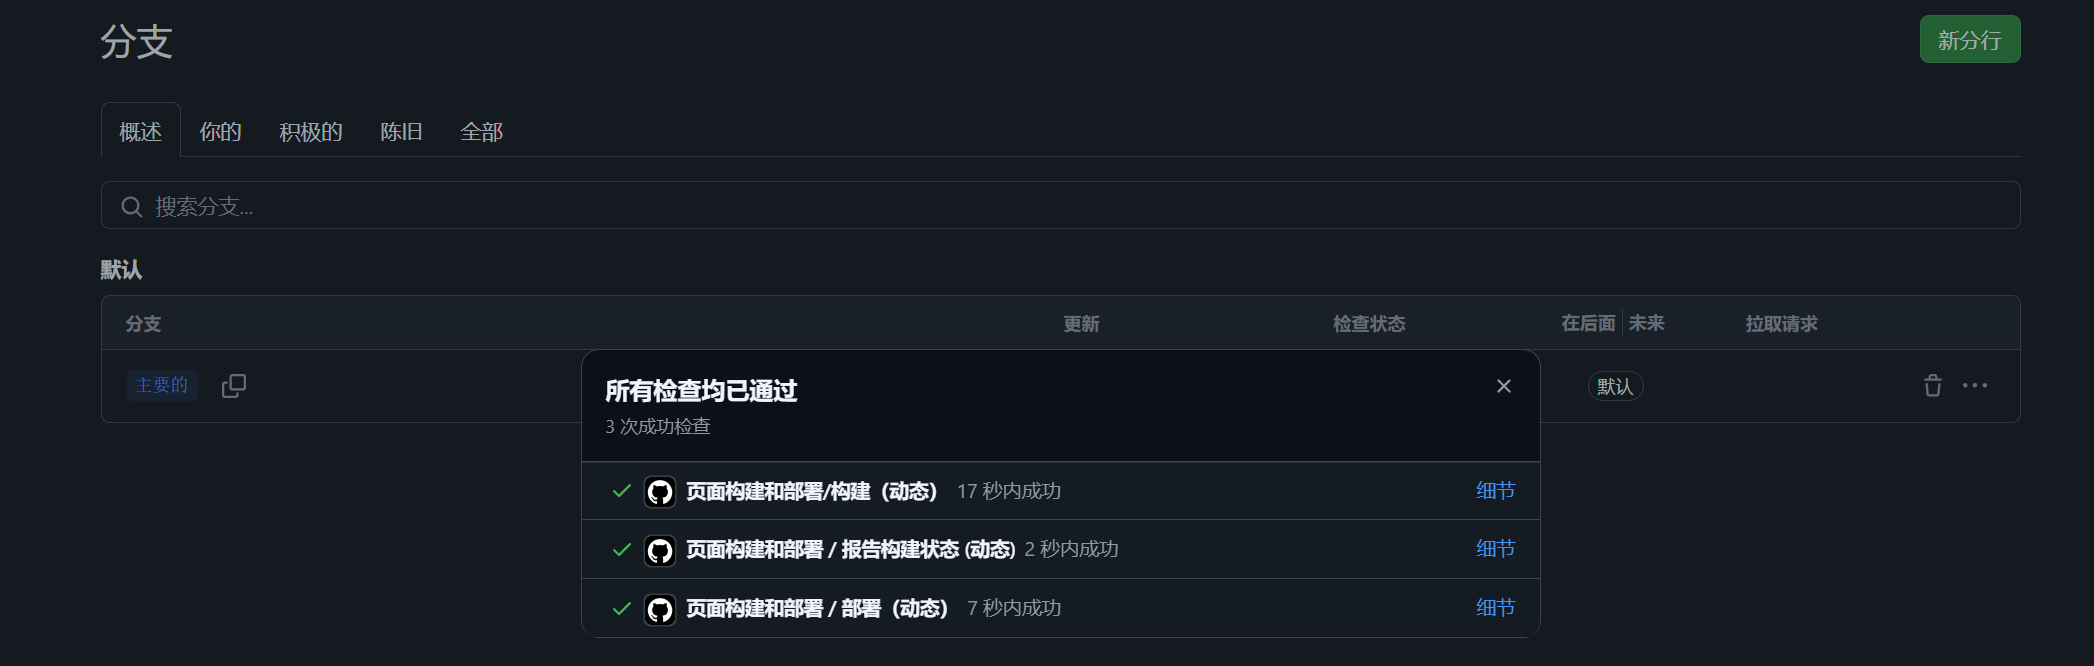 分支
新分行
概述 你的 积极的 陈旧 全部
搜索分支...
默认
分支 更新 检查状态 在后面 未来 拉取请求
主要的 默认
所有检查均已通过
3 次成功检查
页面构建和部署/构建（动态） 17 秒内成功 细节
页面构建和部署 / 报告构建状态 (动态) 2 秒内成功 细节
页面构建和部署 / 部署（动态） 7 秒内成功 细节